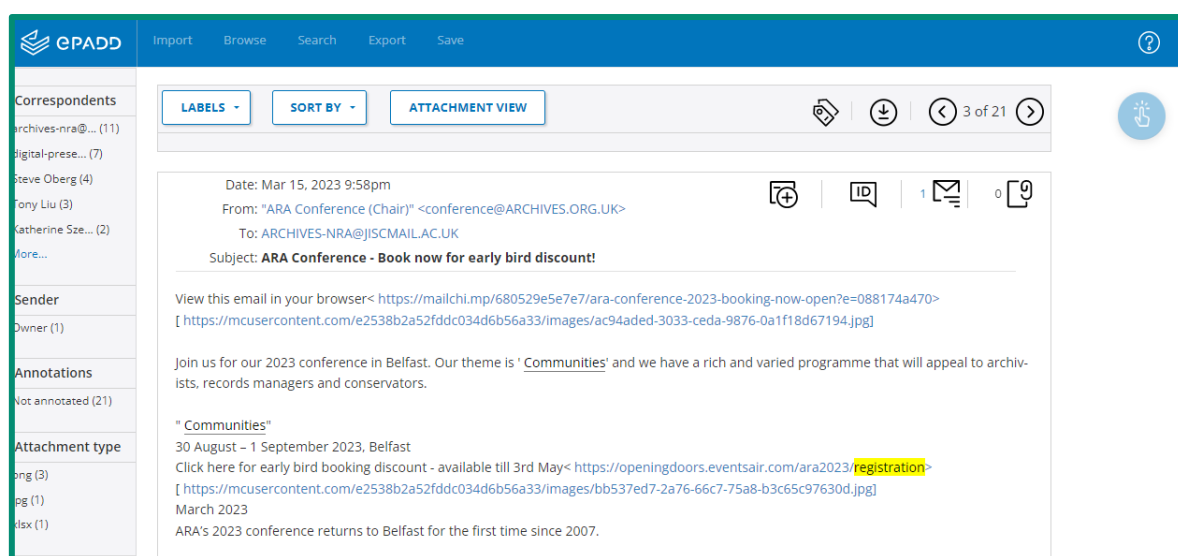 ePADD
Import Browse Search Export Save
Correspondents
archives-nra@... (11)
digital-prese... (7)
Steve Oberg (4)
Tony Liu (3)
Katherine Sze... (2)
More...
Sender
Owner (1)
Annotations
Not annotated (21)
Attachment type
png (3)
jpg (1)
xlsx (1)
LABELS SORT BY ATTACHMENT VIEW
3 of 21
Date: Mar 15, 2023 9:58pm
ID 1 0
From: "ARA Conference (Chair)" <conference@ARCHIVES.ORG.UK>
To: ARCHIVES-NRA@JISCMAIL.AC.UK
Subject: ARA Conference - Book now for early bird discount!
View this email in your browser< https://mailchi.mp/680529e5e7e7/ara-conference-2023-booking-now-open?e=088174a470>
[ https://mcusercontent.com/e2538b2a52fddc034d6b56a33/images/ac94aded-3033-ceda-9876-0a1f18d67194.jpg]
Join us for our 2023 conference in Belfast. Our theme is ' Communities' and we have a rich and varied programme that will appeal to archiv-
ists, records managers and conservators.
" Communities"
30 August – 1 September 2023, Belfast
Click here for early bird booking discount - available till 3rd May< https://openingdoors.eventsair.com/ara2023/registration>
[ https://mcusercontent.com/e2538b2a52fddc034d6b56a33/images/bb537ed7-2a76-66c7-75a8-b3c65c97630d.jpg]
March 2023
ARA's 2023 conference returns to Belfast for the first time since 2007.